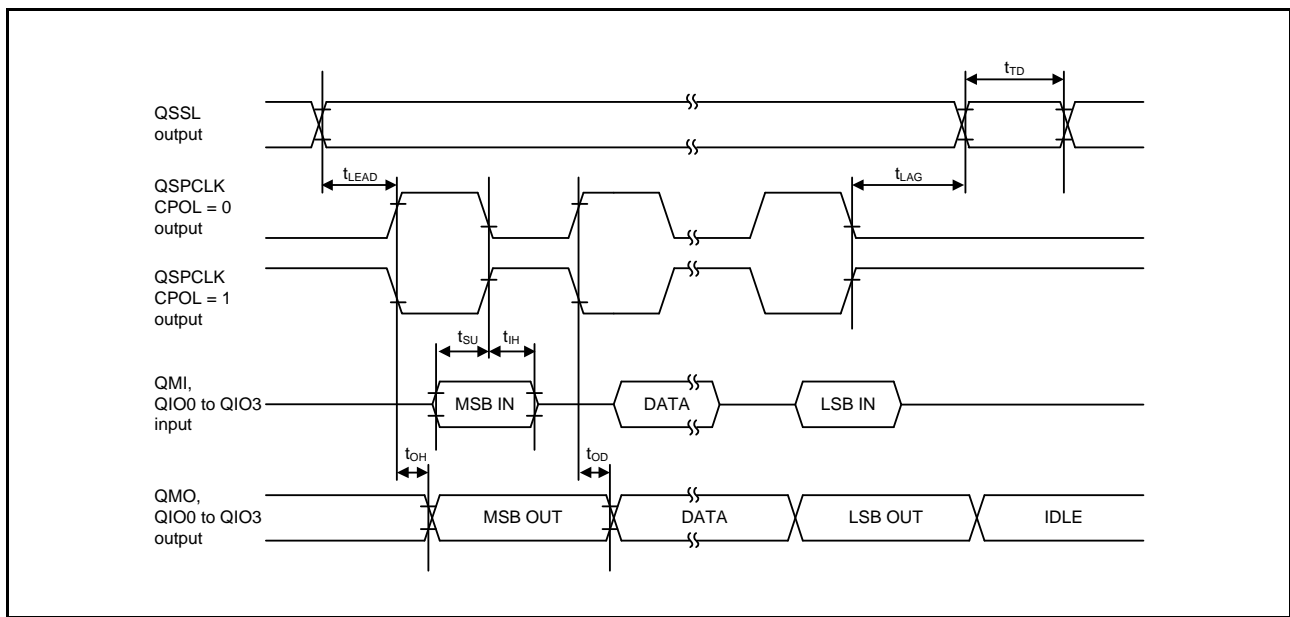 tTD
QSSL
output
tLEAD
tLAG
QSPCLK
CPOL = 0
output
QSPCLK
CPOL = 1
output
tSU
tIH
QMI,
QIO0 to QIO3
input
MSB IN
DATA
LSB IN
tOH
tOD
QMO,
QIO0 to QIO3
output
MSB OUT
DATA
LSB OUT
IDLE